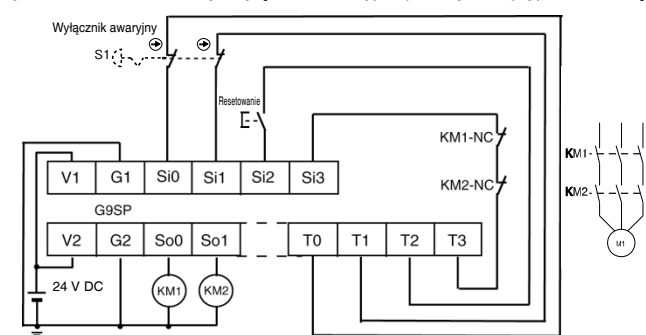 Wyłącznik awaryjny
S1
Resetowanie
KM1-NC
KM2-NC
KM1-
KM2-
M1
V1 G1 Si0 Si1 Si2 Si3
G9SP
V2 G2 So0 So1 T0 T1 T2 T3
24 V DC
KM1 KM2